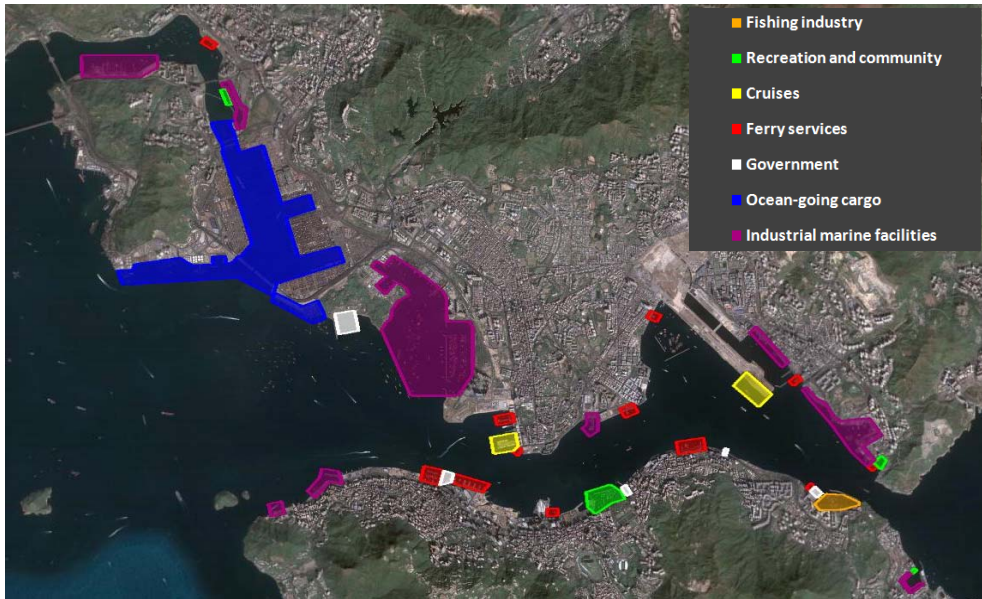 Fishing industry
Recreation and community
Cruises
Ferry services
Government
Ocean-going cargo
Industrial marine facilities